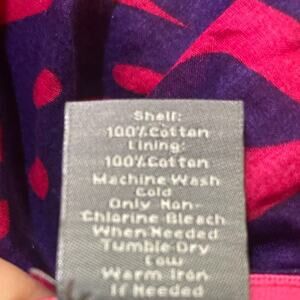 Shell:
100% Cotton
Lining:
100% Cotton
Machine Wash
Cold
Only Non-
Chlorine Bleach
When Needed
Tumble Dry
Low
Warm Iron
If Needed